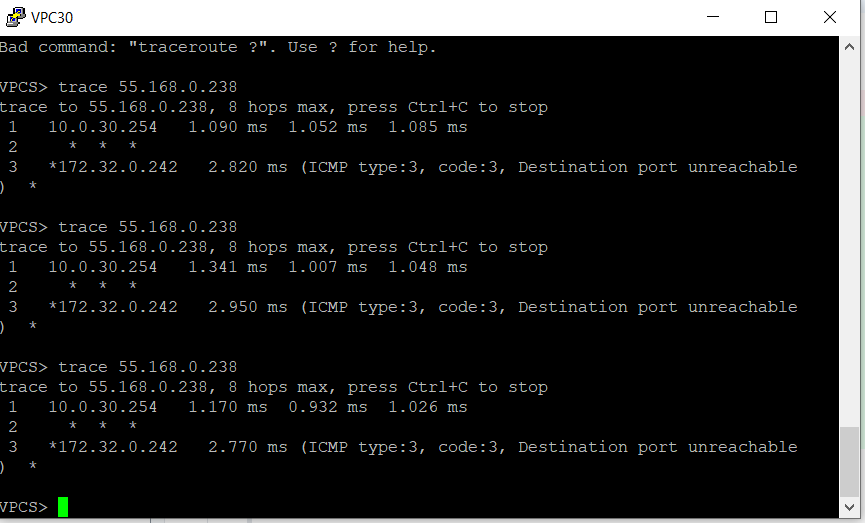 VPC30
Bad command: "traceroute ?". Use ? for help.
VPCS> trace 55.168.0.238
trace to 55.168.0.238, 8 hops max, press Ctrl+C to stop
 1   10.0.30.254   1.090 ms  1.052 ms  1.085 ms
 2     *  *  *
 3   *172.32.0.242   2.820 ms (ICMP type:3, code:3, Destination port unreachable
)  *
VPCS> trace 55.168.0.238
trace to 55.168.0.238, 8 hops max, press Ctrl+C to stop
 1   10.0.30.254   1.341 ms  1.007 ms  1.048 ms
 2     *  *  *
 3   *172.32.0.242   2.950 ms (ICMP type:3, code:3, Destination port unreachable
)  *
VPCS> trace 55.168.0.238
trace to 55.168.0.238, 8 hops max, press Ctrl+C to stop
 1   10.0.30.254   1.170 ms  0.932 ms  1.026 ms
 2     *  *  *
 3   *172.32.0.242   2.770 ms (ICMP type:3, code:3, Destination port unreachable
)  *
VPCS>